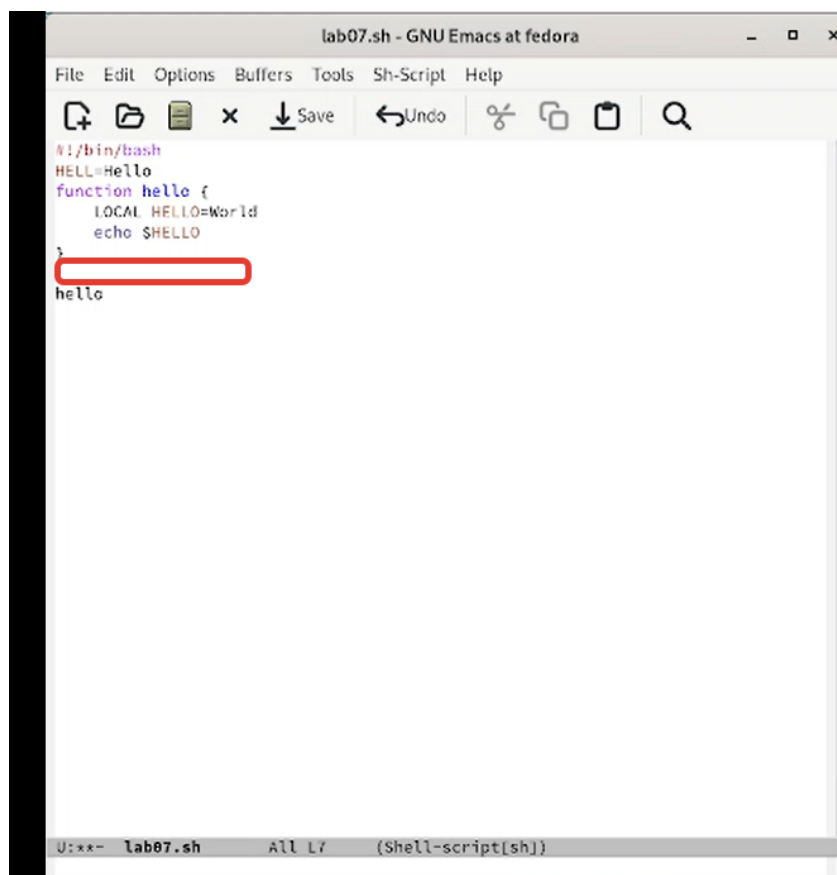 lab07.sh - GNU Emacs at fedora
File Edit Options Buffers Tools Sh-Script Help
Save Undo
#!/bin/bash
HELL=Hello
function hello {
    LOCAL HELLO=World
    echo $HELLO
}
hello
U:**- lab07.sh All L7 (Shell-script[sh])